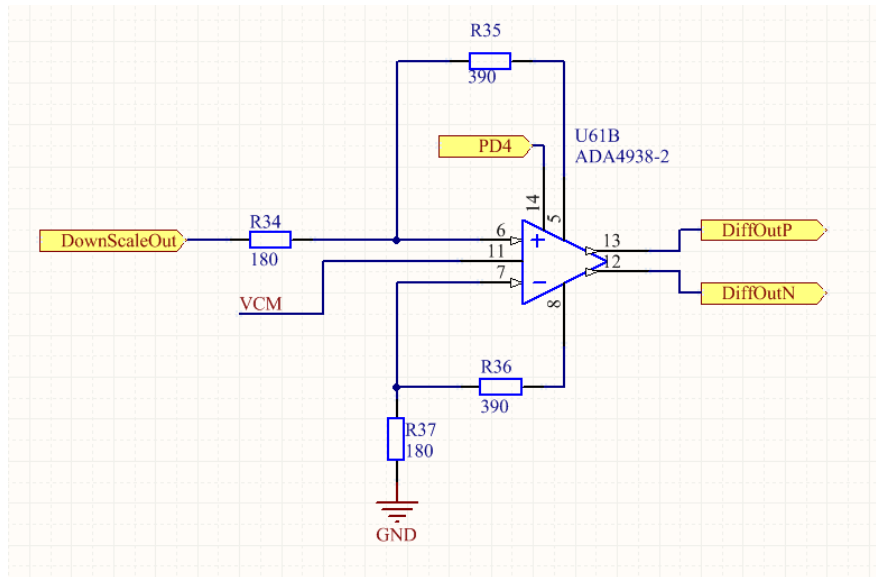 R35
390
PD4
U61B
ADA4938-2
14
5
DownScaleOut
R34
180
6
+
11
7
−
13
12
DiffOutP
DiffOutN
VCM
8
R36
390
R37
180
GND